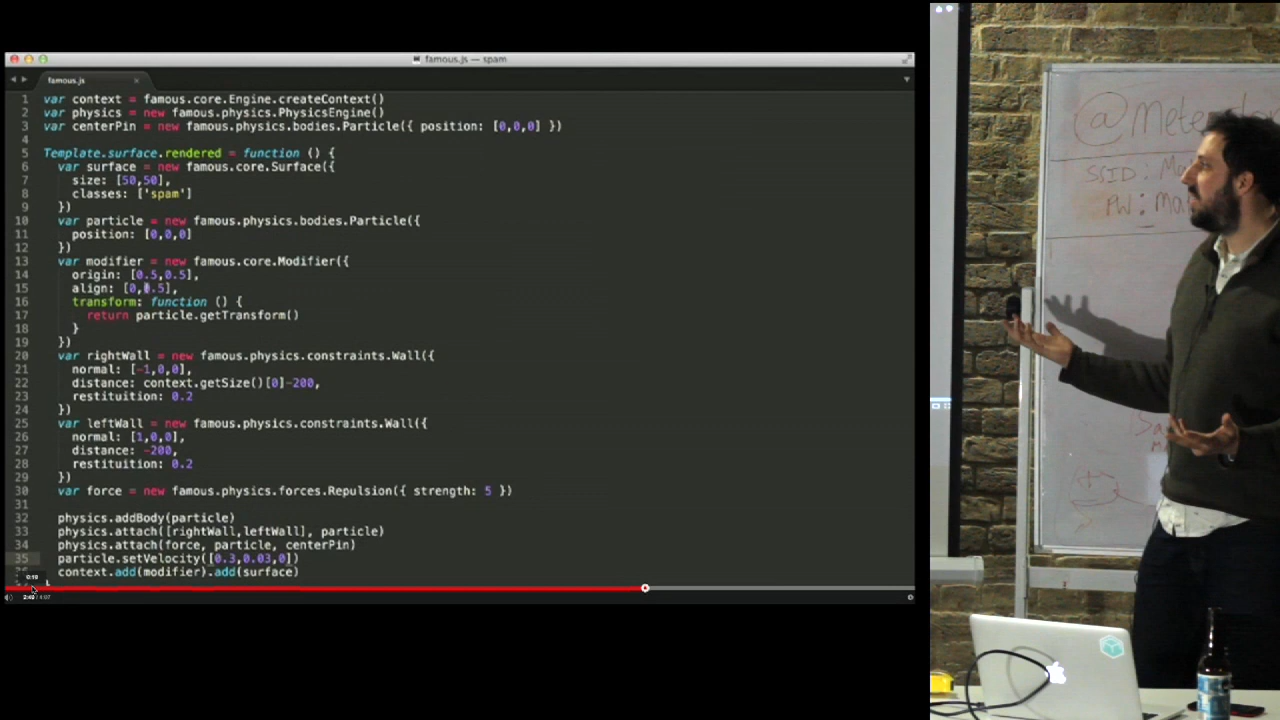 famous.js — spam
famous.js
1 var context = famous.core.Engine.createContext()
2 var physics = new famous.physics.PhysicsEngine()
3 var centerPin = new famous.physics.bodies.Particle({ position: [0,0,0] })
4
5 Template.surface.rendered = function () {
6 var surface = new famous.core.Surface({
7 size: [50,50],
8 classes: ['spam']
9 })
10 var particle = new famous.physics.bodies.Particle({
11 position: [0,0,0]
12 })
13 var modifier = new famous.core.Modifier({
14 origin: [0.5,0.5],
15 align: [0,0.5],
16 transform: function () {
17 return particle.getTransform()
18 }
19 })
20 var rightWall = new famous.physics.constraints.Wall({
21 normal: [-1,0,0],
22 distance: context.getSize()[0]-200,
23 restituition: 0.2
24 })
25 var leftWall = new famous.physics.constraints.Wall({
26 normal: [1,0,0],
27 distance: -200,
28 restituition: 0.2
29 })
30 var force = new famous.physics.forces.Repulsion({ strength: 5 })
31
32 physics.addBody(particle)
33 physics.attach([rightWall,leftWall], particle)
34 physics.attach(force, particle, centerPin)
35 particle.setVelocity([0.3,0.03,0])
context.add(modifier).add(surface)
0:19
2:49 / 4:07
SSID :
PW :